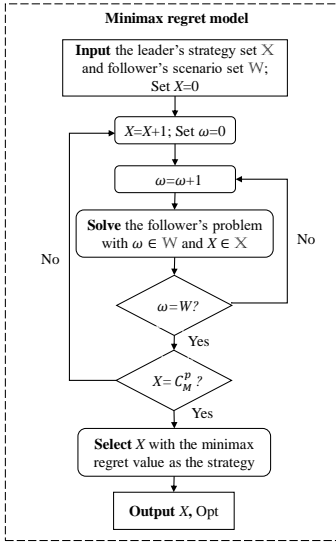 Minimax regret model
Input the leader's strategy set 𝕏
and follower's scenario set 𝕎;
Set X=0
X=X+1; Set ω=0
ω=ω+1
Solve the follower's problem
with ω ∈ 𝕎 and X ∈ 𝕏
No
No
ω=W?
Yes
X= C_M^p ?
Yes
Select X with the minimax
regret value as the strategy
Output X, Opt